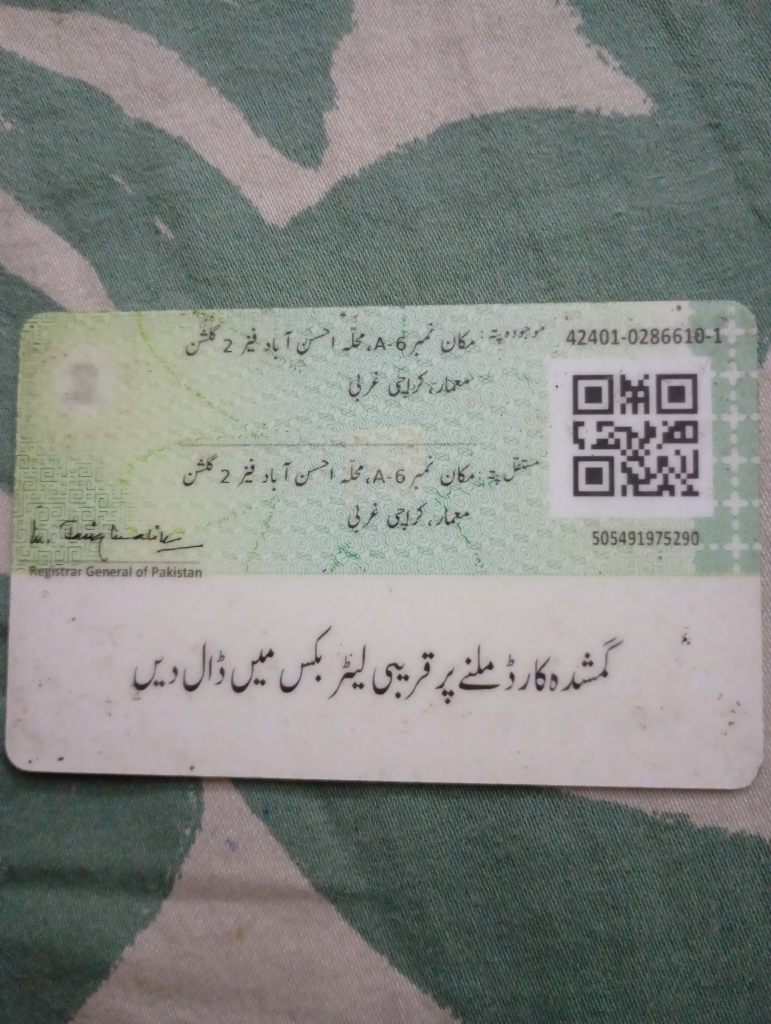 42401-0286610-1
موجودہ پتہ: مکان نمبر A-6، محلہ احسن آباد فیز 2 گلشن
معمار، کراچی غربی
مستقل پتہ: مکان نمبر A-6، محلہ احسن آباد فیز 2 گلشن
معمار، کراچی غربی
505491975290
Registrar General of Pakistan
گمشدہ کارڈ ملنے پر قریبی لیٹر بکس میں ڈال دیں